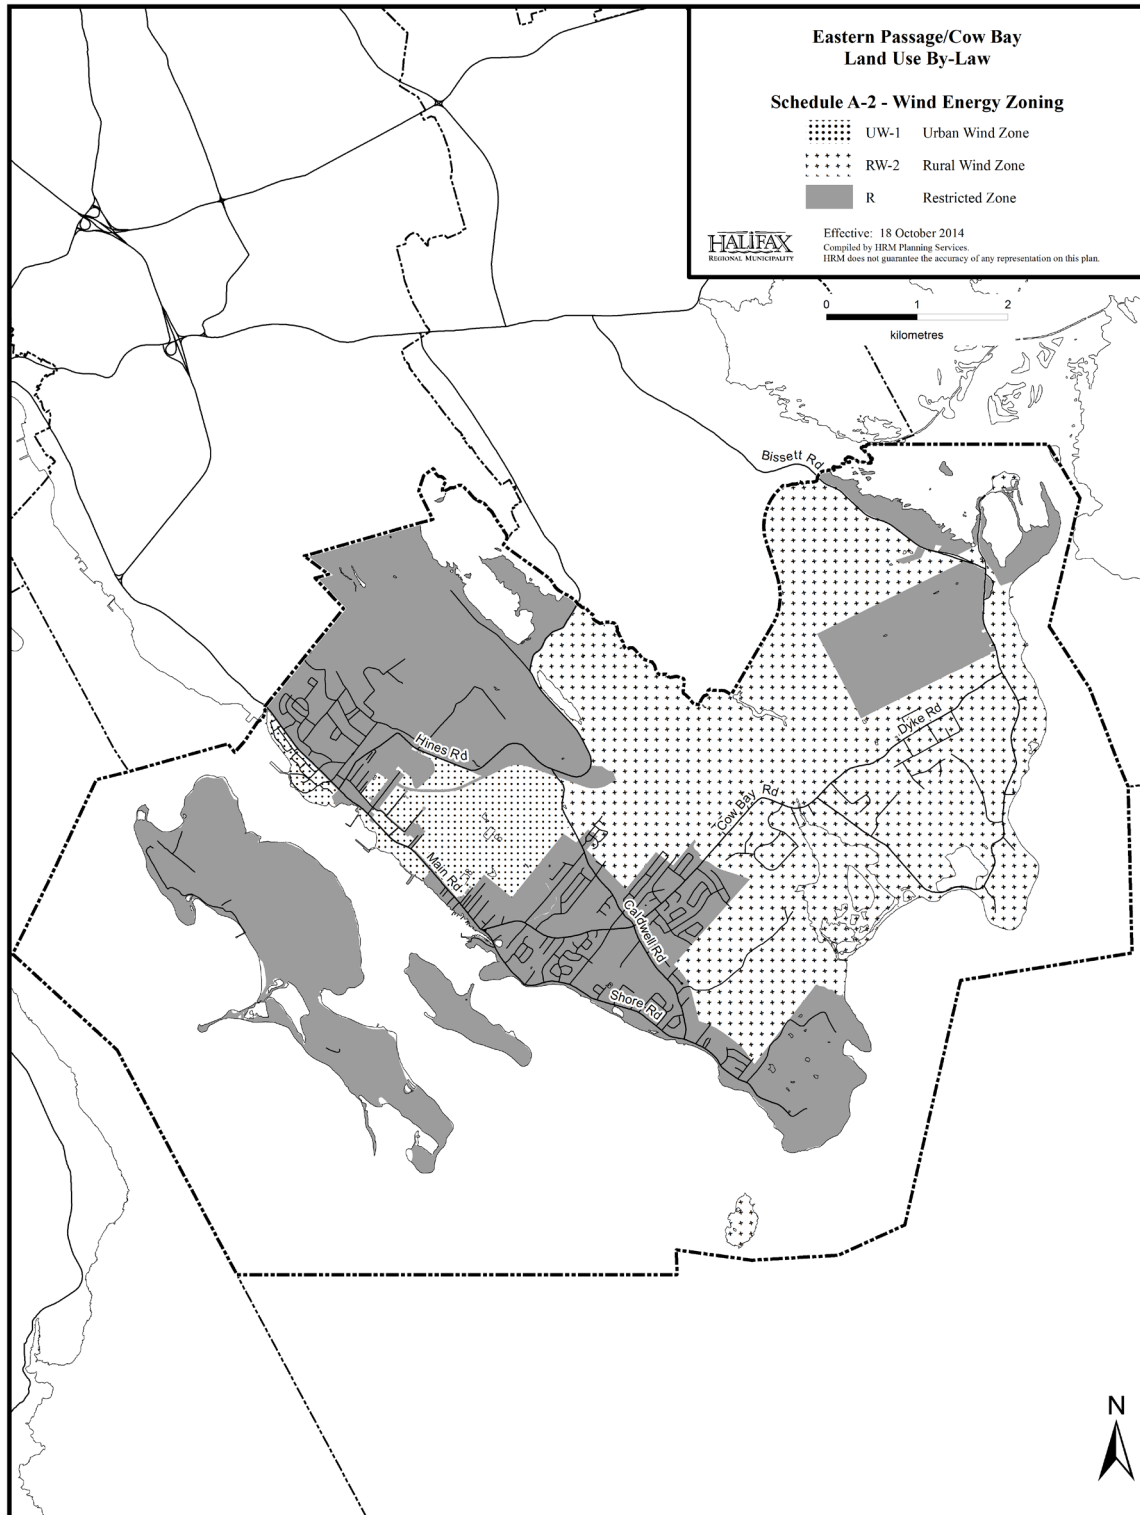 Eastern Passage/Cow Bay
Land Use By-Law
Schedule A-2 - Wind Energy Zoning
UW-1 Urban Wind Zone
RW-2 Rural Wind Zone
R Restricted Zone
HALIFAX
REGIONAL MUNICIPALITY
Effective: 18 October 2014
Compiled by HRM Planning Services.
HRM does not guarantee the accuracy of any representation on this plan.
0 1 2
kilometres
Bissett Rd
Dyke Rd
Hines Rd
Cow Bay Rd
Main Rd
Caldwell Rd
Shore Rd
N